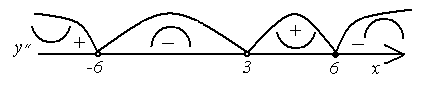 y″ + − + −
-6 3 6 x